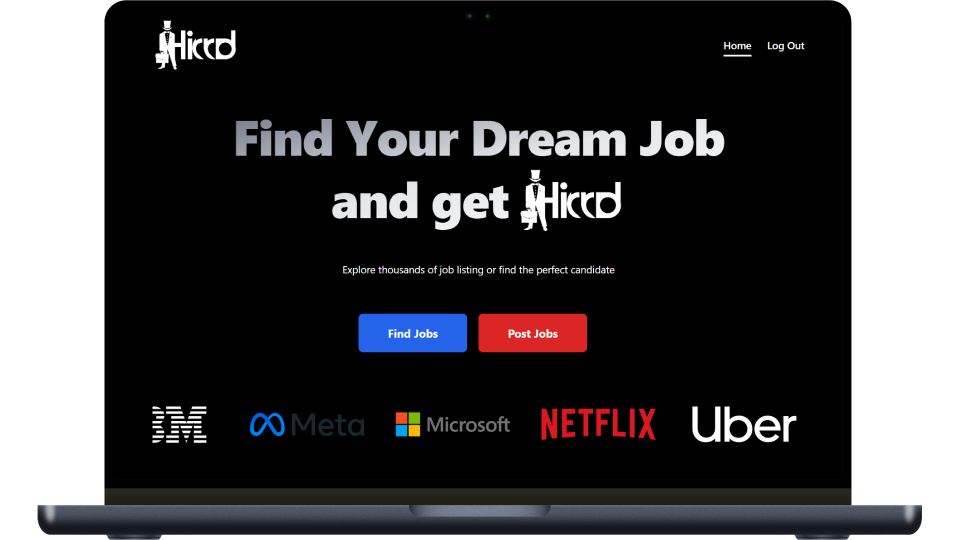 Hirrd
Home Log Out
Find Your Dream Job
and get Hirrd
Explore thousands of job listing or find the perfect candidate
Find Jobs Post Jobs
IBM Meta Microsoft NETFLIX Uber